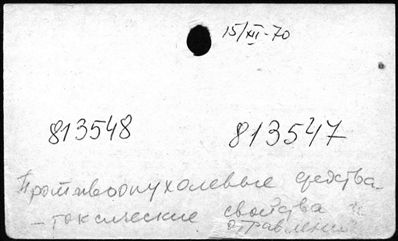 15/XII-70
813548 813547
Противоопухолевые средства
- токсические свойства и
отравления